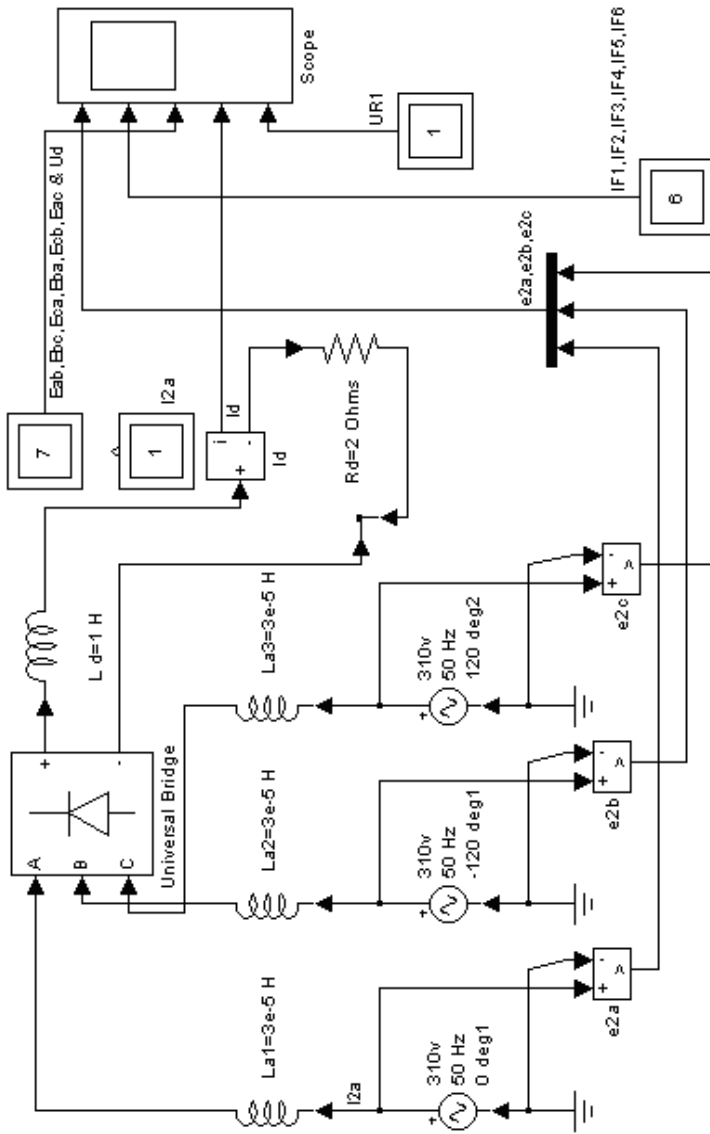 Scope
UR1
1
IF1,IF2,IF3,IF4,IF5,IF6
6
Eab,Ebc,Eca,Eba,Ecb,Eac & Ud
7
I2a
1
Id
i
+
-
Id
Rd=2 Ohms
e2a,e2b,e2c
L d=1 H
+
-
A
B
C
Universal Bridge
La3=3e-5 H
La2=3e-5 H
La1=3e-5 H
I2a
+
310v
50 Hz
120 deg2
+
310v
50 Hz
-120 deg1
+
310v
50 Hz
0 deg1
+
-
e2c
+
-
e2b
+
-
e2a